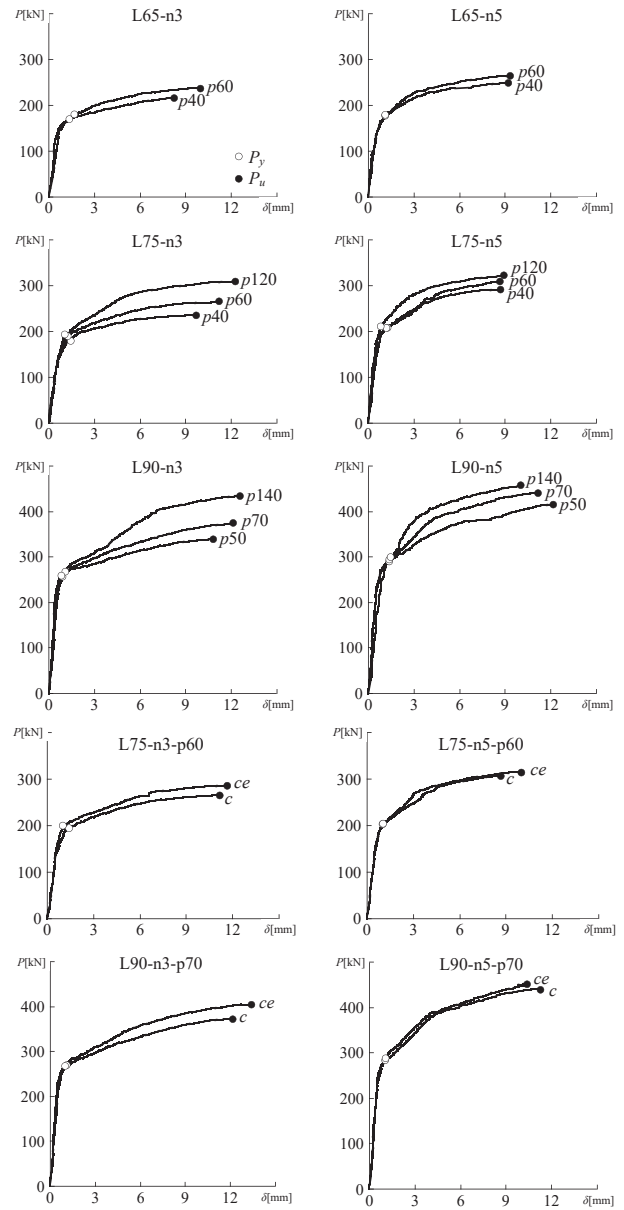 P[kN]
L65-n3
300
200
100
0
p60
p40
Py
Pu
0 3 6 9 12 δ[mm]
P[kN]
L65-n5
300
200
100
0
p60
p40
0 3 6 9 12 δ[mm]
P[kN]
L75-n3
300
200
100
0
p120
p60
p40
0 3 6 9 12 δ[mm]
P[kN]
L75-n5
300
200
100
0
p120
p60
p40
0 3 6 9 12 δ[mm]
P[kN]
L90-n3
400
300
200
100
0
p140
p70
p50
0 3 6 9 12 δ[mm]
P[kN]
L90-n5
400
300
200
100
0
p140
p70
p50
0 3 6 9 12 δ[mm]
P[kN]
L75-n3-p60
300
200
100
0
ce
c
0 3 6 9 12 δ[mm]
P[kN]
L75-n5-p60
300
200
100
0
ce
c
0 3 6 9 12 δ[mm]
P[kN]
L90-n3-p70
400
300
200
100
0
ce
c
0 3 6 9 12 δ[mm]
P[kN]
L90-n5-p70
400
300
200
100
0
ce
c
0 3 6 9 12 δ[mm]